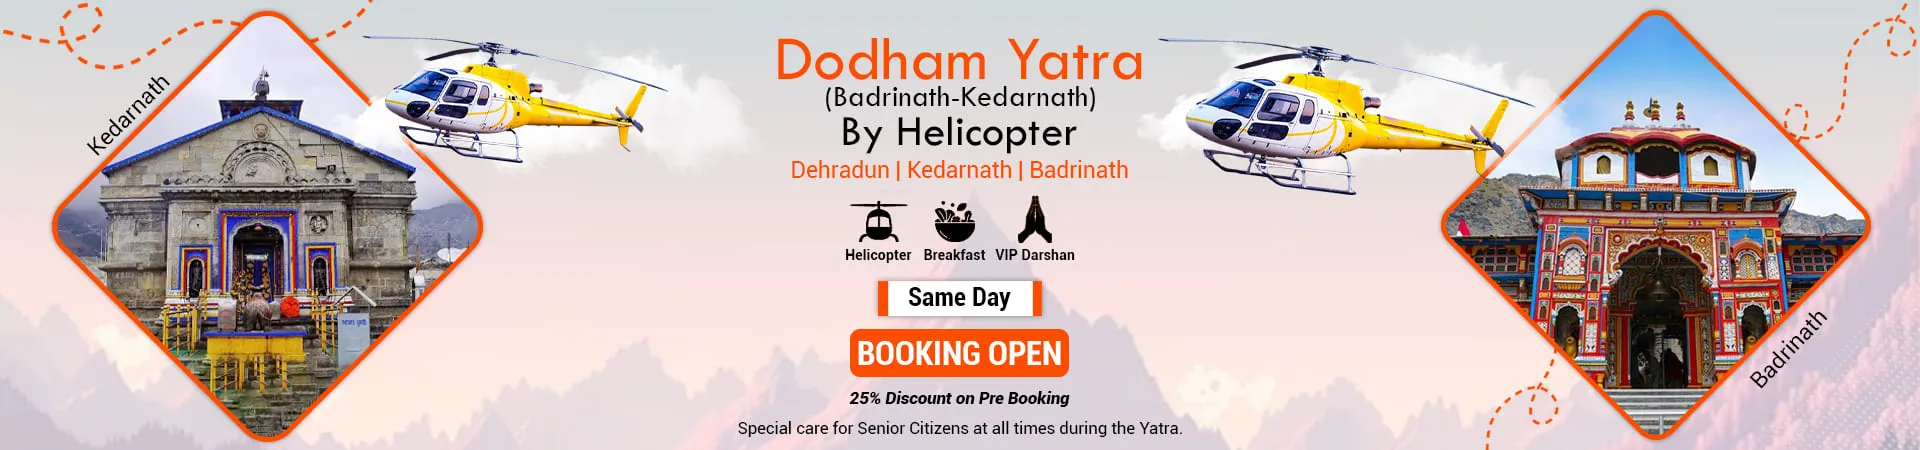 Kedarnath
Dodham Yatra
(Badrinath-Kedarnath)
By Helicopter
Dehradun | Kedarnath | Badrinath
Helicopter Breakfast VIP Darshan
Same Day
BOOKING OPEN
25% Discount on Pre Booking
Special care for Senior Citizens at all times during the Yatra.
Badrinath